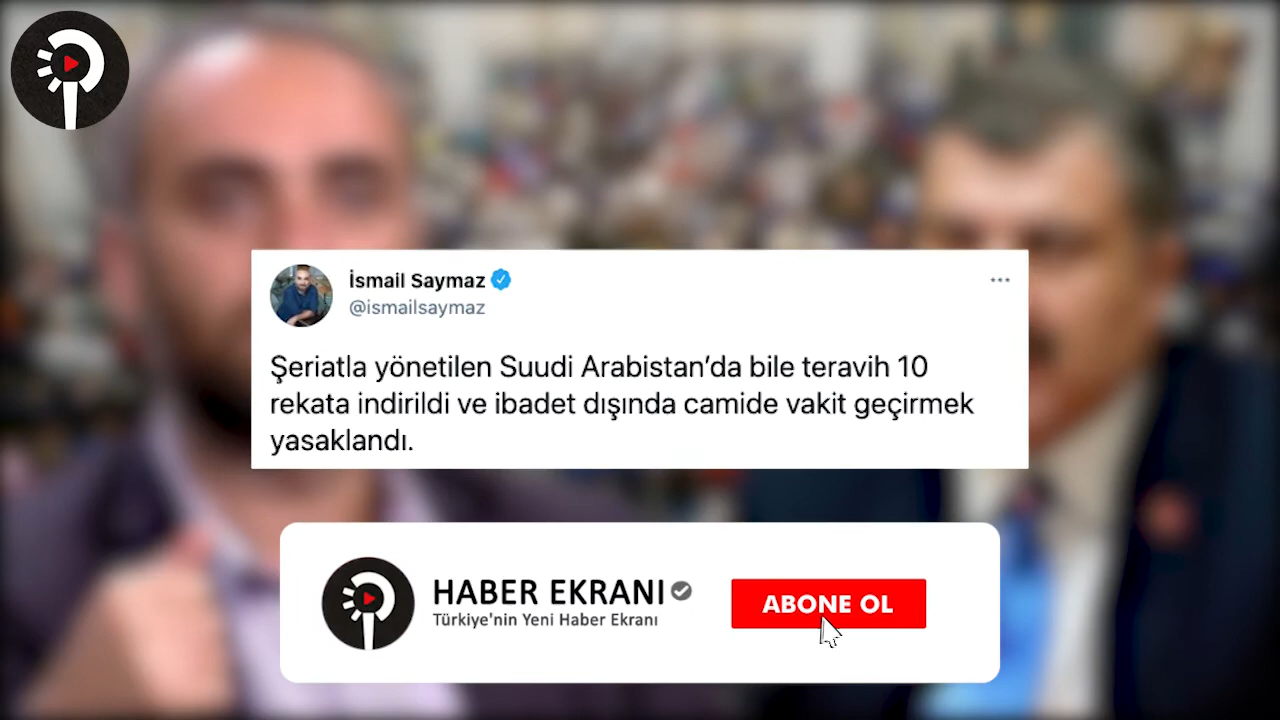 İsmail Saymaz
@ismailsaymaz
Şeriatla yönetilen Suudi Arabistan’da bile teravih 10
rekata indirildi ve ibadet dışında camide vakit geçirmek
yasaklandı.
HABER EKRANI
Türkiye'nin Yeni Haber Ekranı
ABONE OL